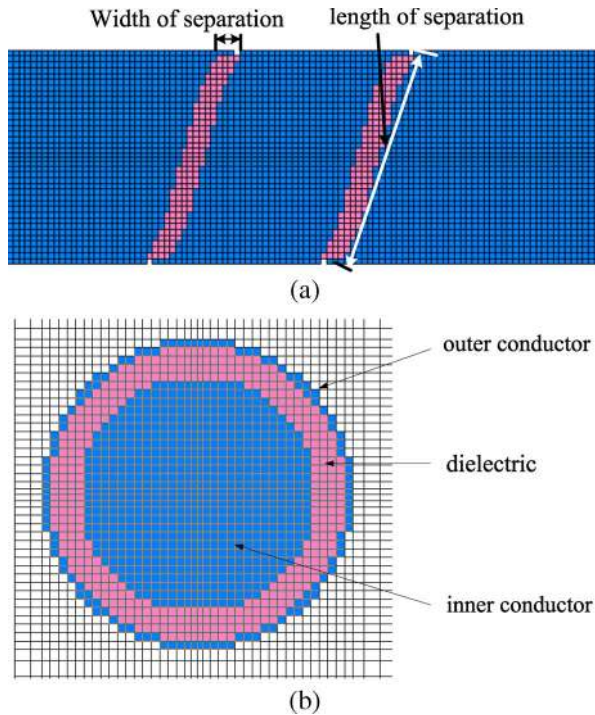 Width of separation
length of separation
(a)
outer conductor
dielectric
inner conductor
(b)